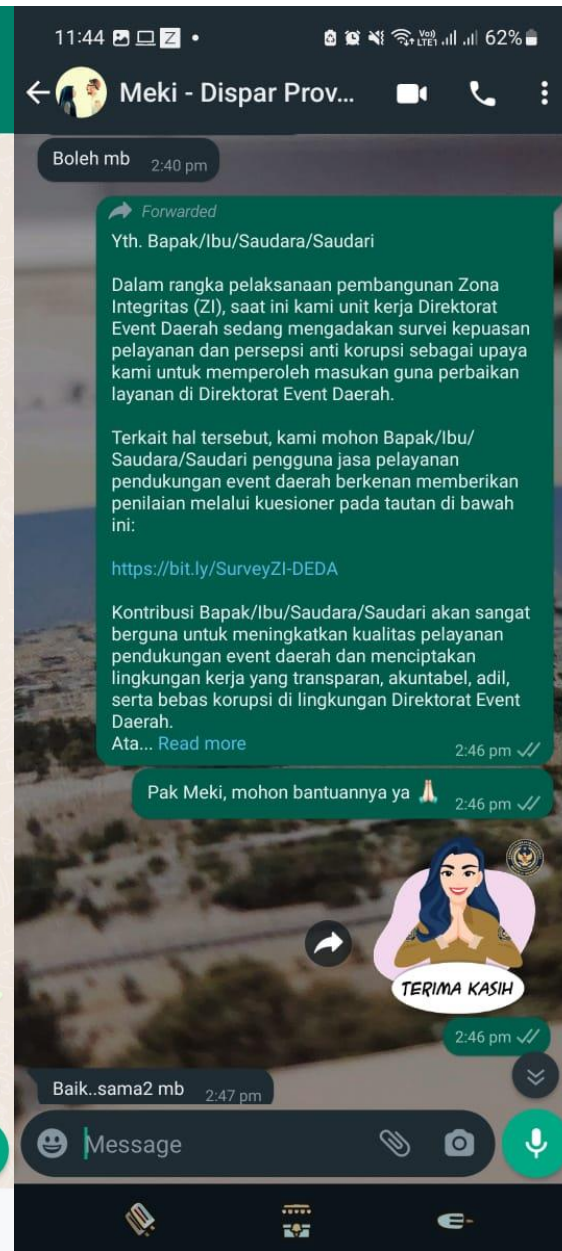 11:44 Z • Vo)) LTE1 62%
Meki - Dispar Prov...
Boleh mb 2:40 pm
Forwarded
Yth. Bapak/Ibu/Saudara/Saudari
Dalam rangka pelaksanaan pembangunan Zona
Integritas (ZI), saat ini kami unit kerja Direktorat
Event Daerah sedang mengadakan survei kepuasan
pelayanan dan persepsi anti korupsi sebagai upaya
kami untuk memperoleh masukan guna perbaikan
layanan di Direktorat Event Daerah.
Terkait hal tersebut, kami mohon Bapak/Ibu/
Saudara/Saudari pengguna jasa pelayanan
pendukungan event daerah berkenan memberikan
penilaian melalui kuesioner pada tautan di bawah
ini:
https://bit.ly/SurveyZI-DEDA
Kontribusi Bapak/Ibu/Saudara/Saudari akan sangat
berguna untuk meningkatkan kualitas pelayanan
pendukungan event daerah dan menciptakan
lingkungan kerja yang transparan, akuntabel, adil,
serta bebas korupsi di lingkungan Direktorat Event
Daerah.
Ata... Read more 2:46 pm
Pak Meki, mohon bantuannya ya 🙏🏻 2:46 pm
TERIMA KASIH
2:46 pm
Baik..sama2 mb 2:47 pm
Message